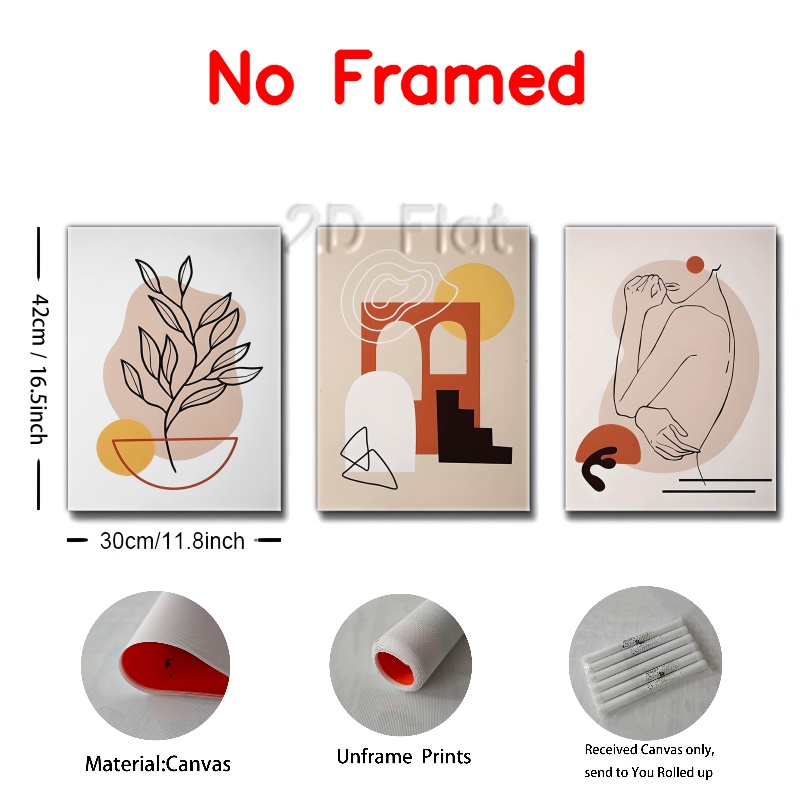 No Framed
2D Flat
42cm / 16.5inch
30cm/11.8inch
Material:Canvas
Unframe Prints
Received Canvas only,
send to You Rolled up